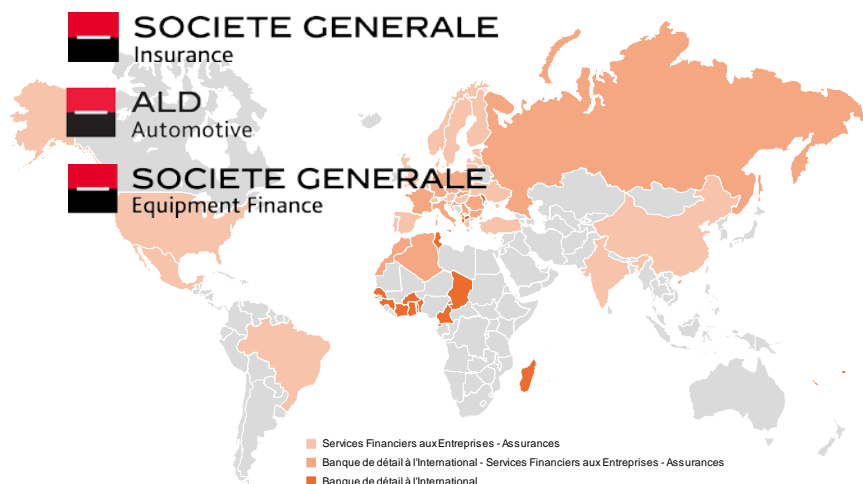 SOCIETE GENERALE
Insurance
ALD
Automotive
SOCIETE GENERALE
Equipment Finance
Services Financiers aux Entreprises - Assurances
Banque de détail à l'International - Services Financiers aux Entreprises - Assurances
Banque de détail à l'International